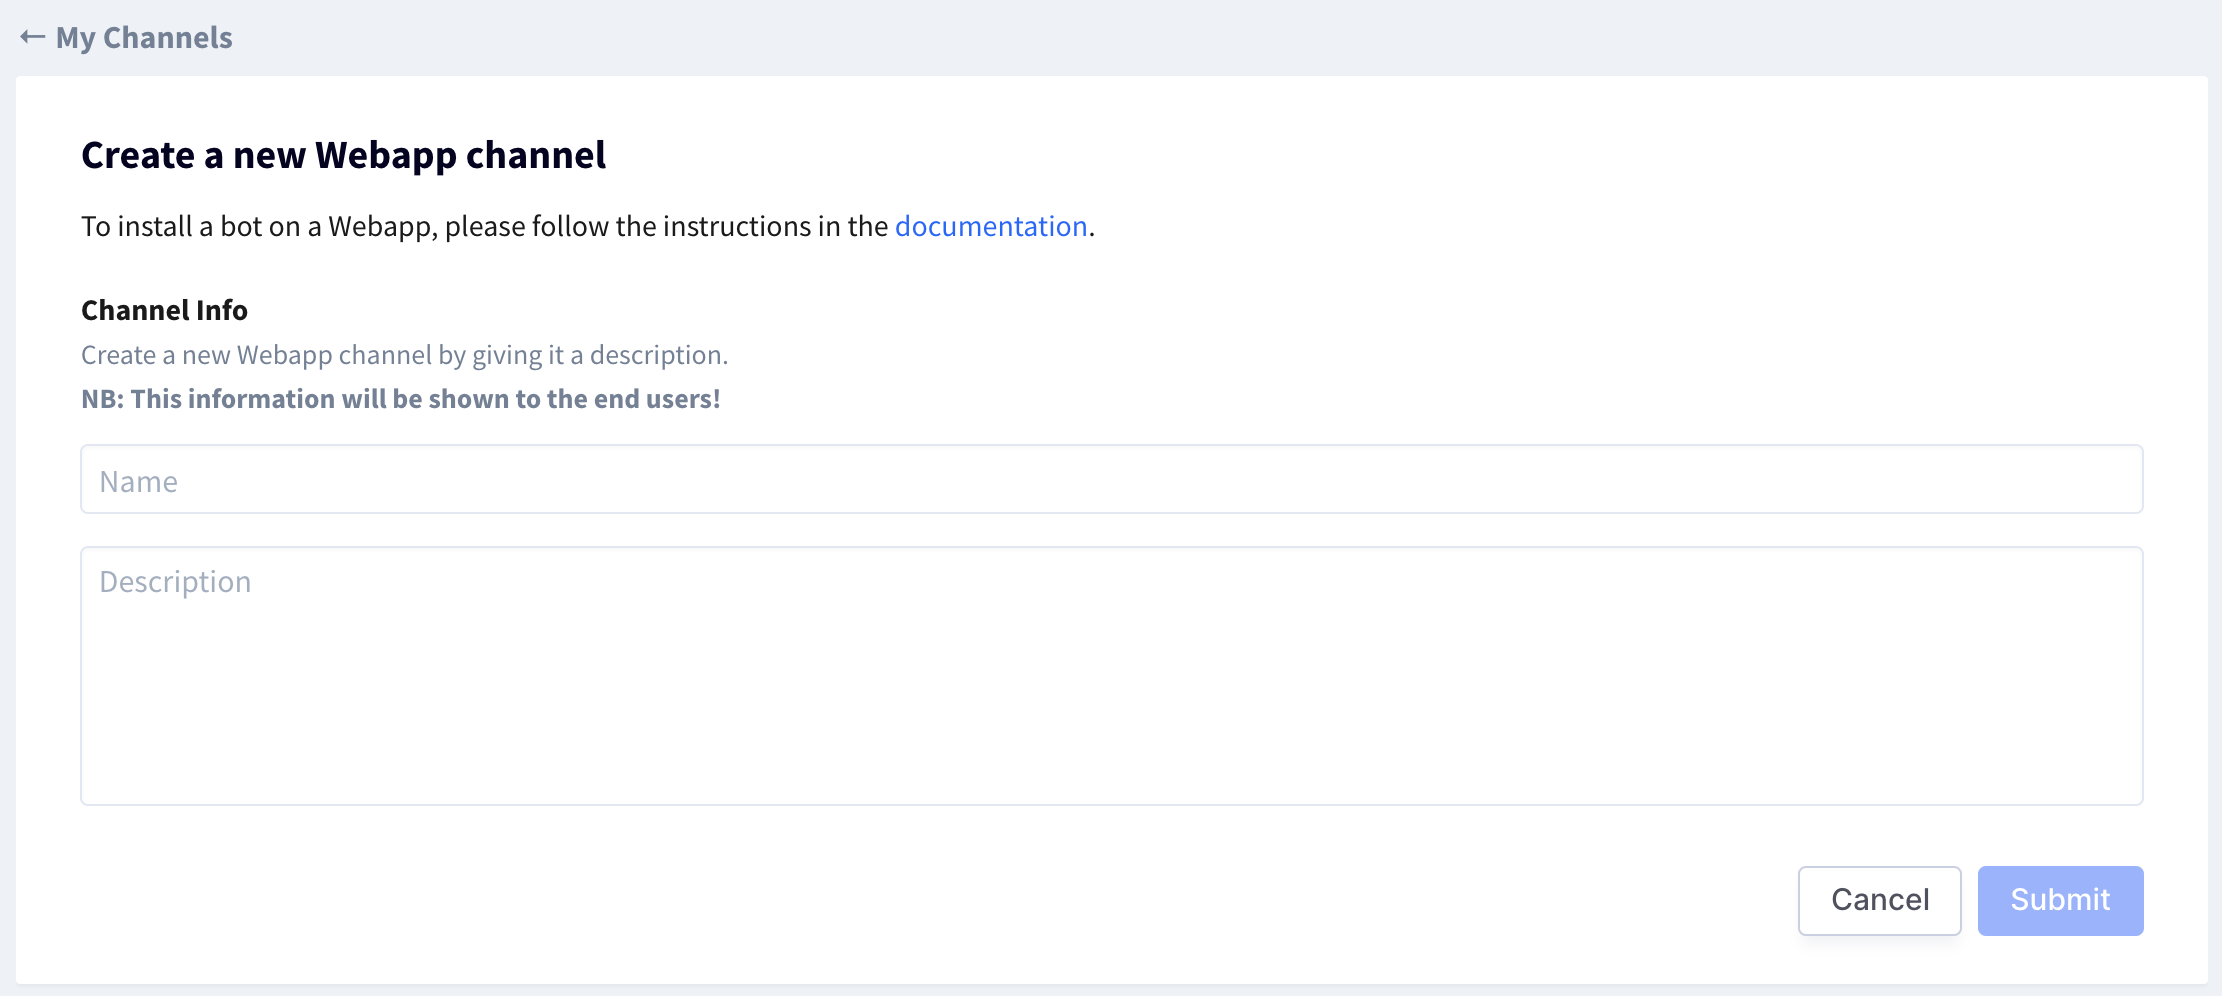 ← My Channels
Create a new Webapp channel
To install a bot on a Webapp, please follow the instructions in the documentation.
Channel Info
Create a new Webapp channel by giving it a description.
NB: This information will be shown to the end users!
Name
Description
Cancel Submit